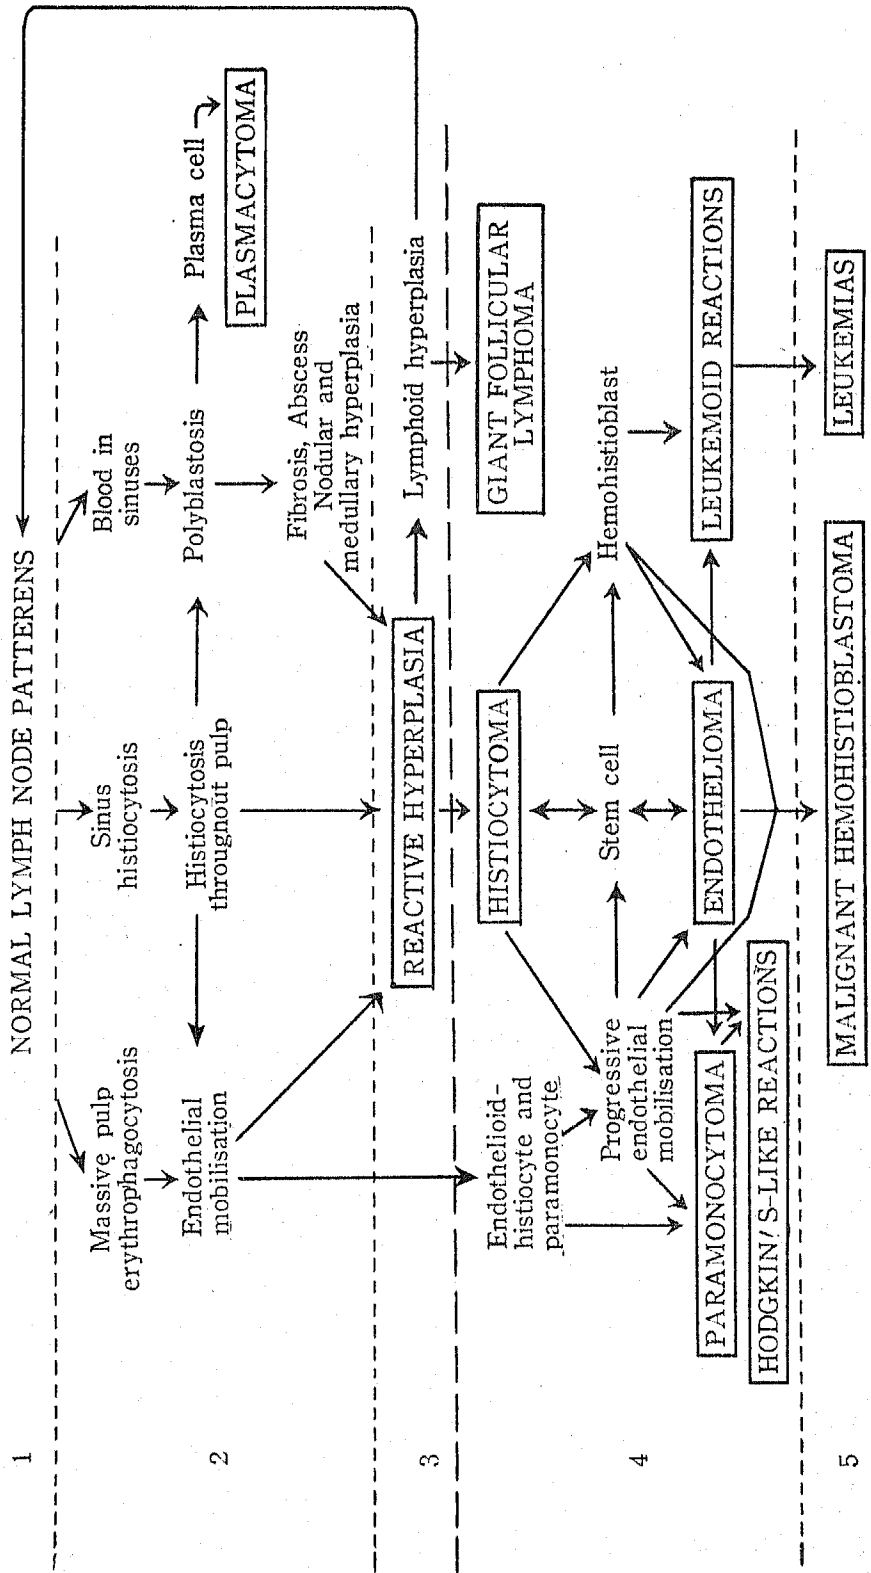 1
NORMAL LYMPH NODE PATTERENS
2
Massive pulp
erythrophagocytosis
Sinus
histiocytosis
Blood in
sinuses
Endothelial
mobilisation
Histiocytosis
throughout pulp
Polyblastosis
Plasma cell
PLASMACYTOMA
Fibrosis, Abscess
Nodular and
medullary hyperplasia
3
REACTIVE HYPERPLASIA
Lymphoid hyperplasia
4
Endothelioid-
histiocyte and
paramonocyte
HISTIOCYTOMA
GIANT FOLLICULAR
LYMPHOMA
Progressive
endothelial
mobilisation
Stem cell
Hemohistioblast
PARAMONOCYTOMA
ENDOTHELIOMA
LEUKEMOID REACTIONS
HODGKIN'S-LIKE REACTIONS
5
MALIGNANT HEMOHISTIOBLASTOMA
LEUKEMIAS